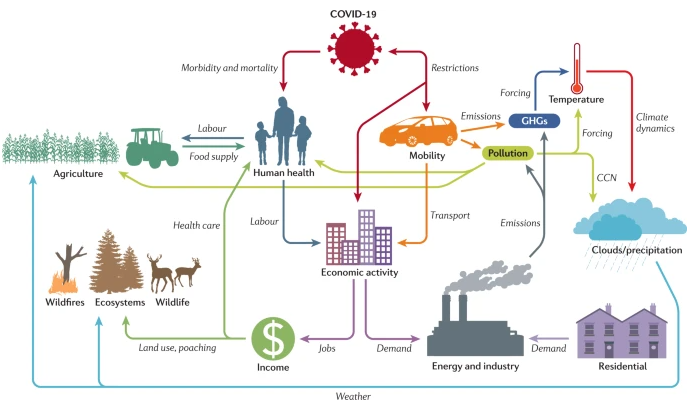 COVID-19
Morbidity and mortality
Restrictions
Forcing
Temperature
Emissions
GHGs
Climate
dynamics
Labour
Food supply
Forcing
Agriculture
Human health
Mobility
Pollution
CCN
Health care
Labour
Transport
Emissions
Clouds/precipitation
Economic activity
Wildfires
Ecosystems
Wildlife
Land use, poaching
$
Income
Jobs
Demand
Energy and industry
Demand
Residential
Weather